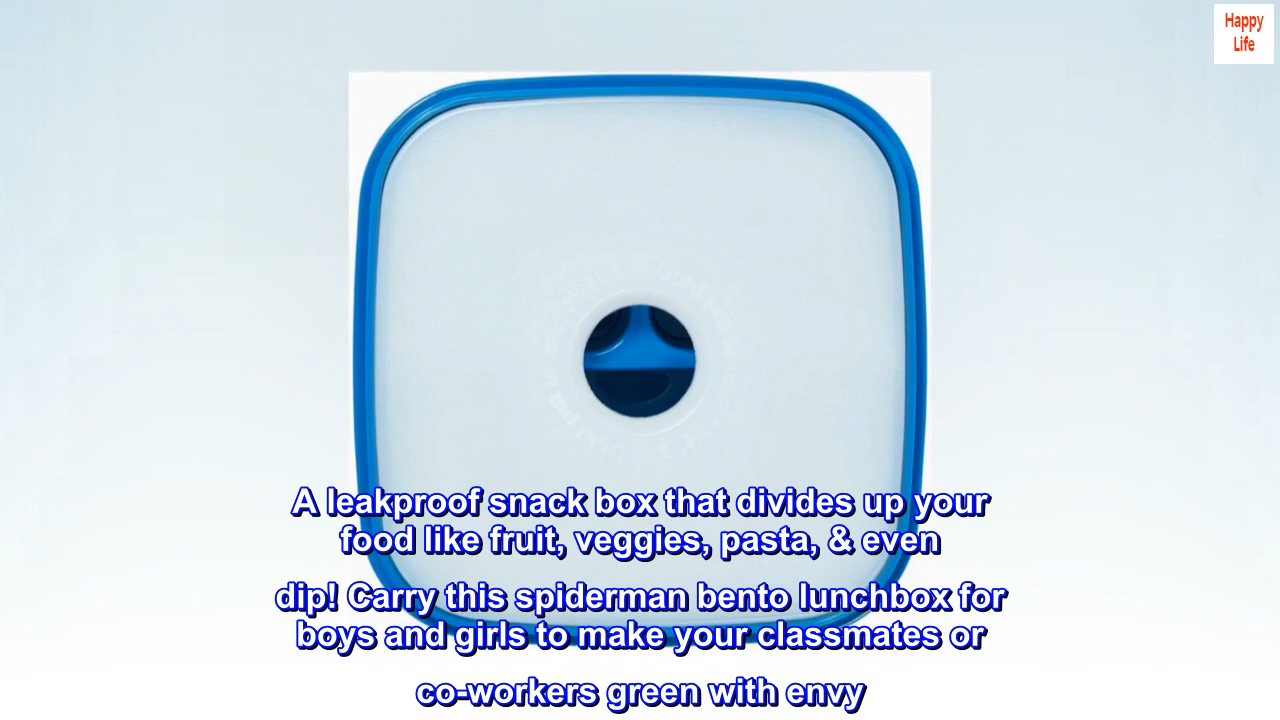 Happy
Life
A leakproof snack box that divides up your
food like fruit, veggies, pasta, & even
dip! Carry this spiderman bento lunchbox for
boys and girls to make your classmates or
co-workers green with envy